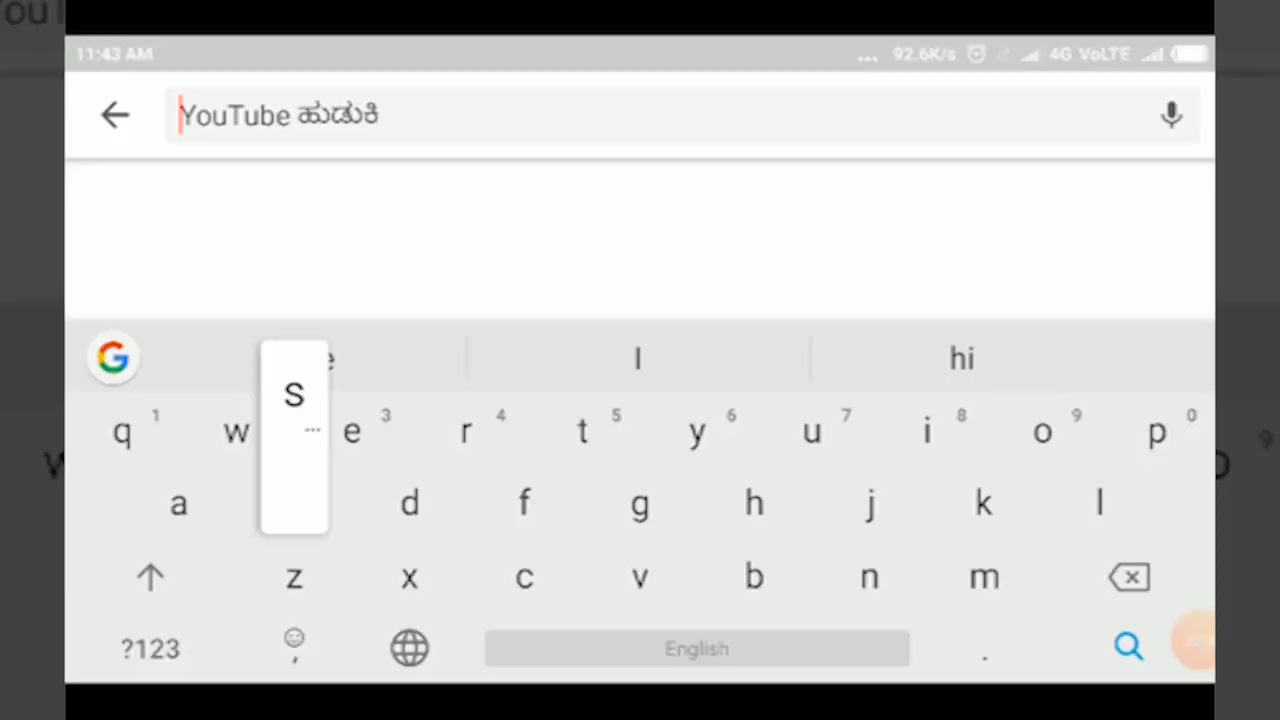 11:43 AM ... 92.6K/s 4G VoLTE
YouTube ಹುಡುಕಿ
I hi
q 1 w e 3 r 4 t 5 y 6 u 7 i 8 o 9 p 0
S
a d f g h j k l
z x c v b n m
?123 , English .